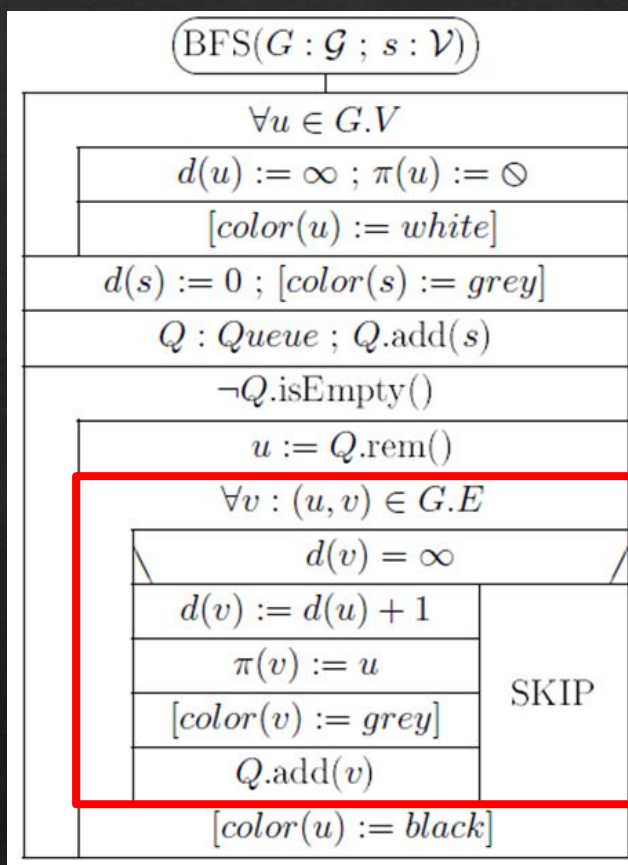 BFS(G : 𝒢 ; s : 𝒱)
∀u ∈ G.V
d(u) := ∞ ; π(u) := ⦸
[color(u) := white]
d(s) := 0 ; [color(s) := grey]
Q : Queue ; Q.add(s)
¬Q.isEmpty()
u := Q.rem()
∀v : (u, v) ∈ G.E
d(v) = ∞
d(v) := d(u) + 1
π(v) := u
[color(v) := grey]
Q.add(v)
SKIP
[color(u) := black]